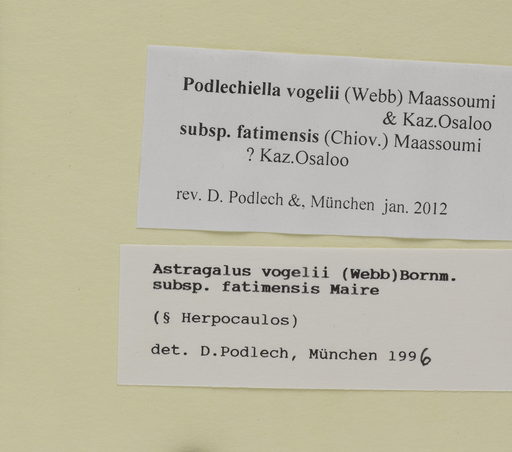 Podlechiella vogelii (Webb) Maassoumi
& Kaz.Osaloo
subsp. fatimensis (Chiov.) Maassoumi
? Kaz.Osaloo
rev. D. Podlech &, München jan. 2012
Astragalus vogelii (Webb)Bornm.
subsp. fatimensis Maire
(§ Herpocaulos)
det. D.Podlech, München 1996